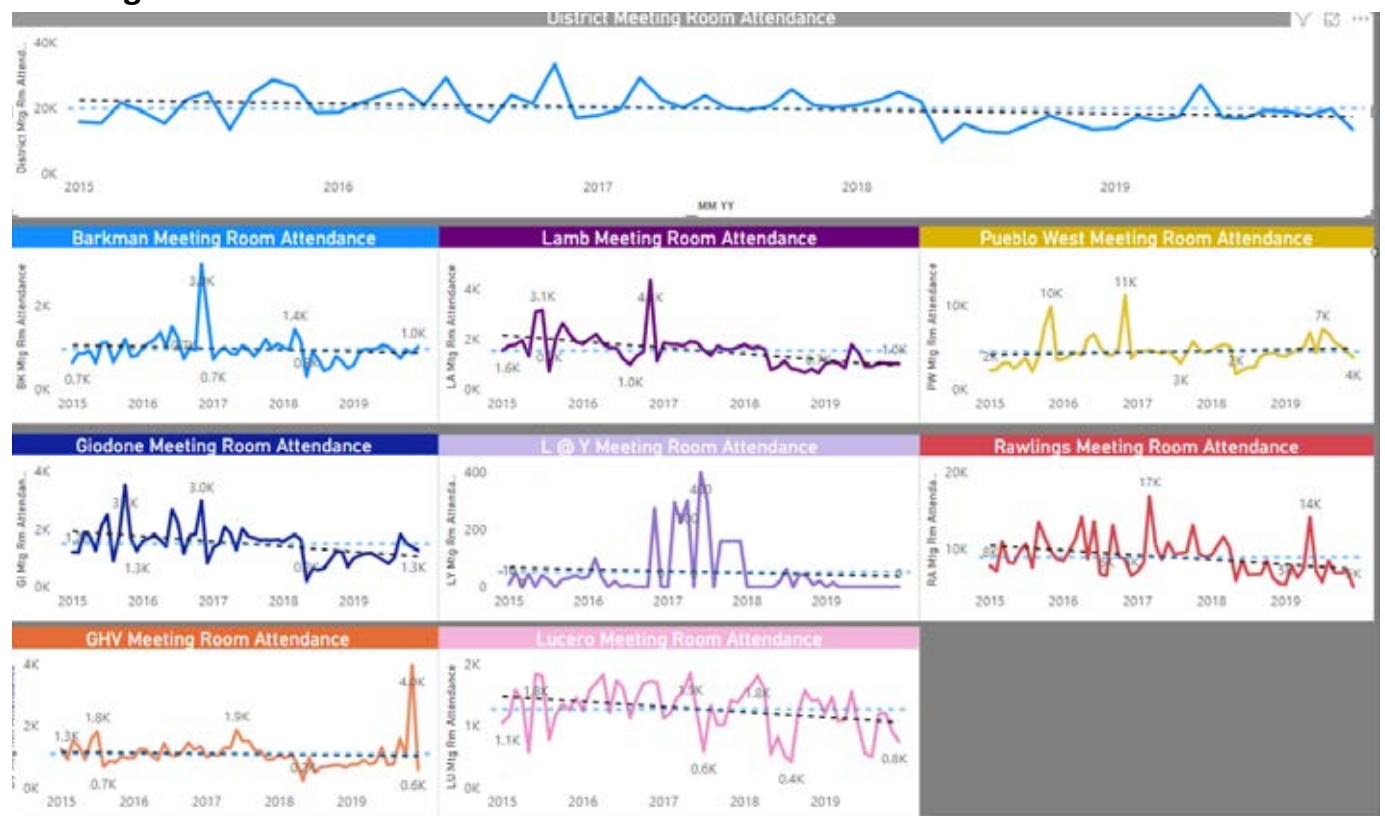 District Meeting Room Attendance
40K
20K
0K
District Mtg Rm Attend...
2015 2016 2017 2018 2019
MM YY
Barkman Meeting Room Attendance
BK Mtg Rm Attendance
2K
0K
0.7K
0.7K
1.4K
1.0K
2015 2016 2017 2018 2019
Lamb Meeting Room Attendance
LA Mtg Rm Attendance
4K
2K
0K
1.6K
3.1K
1.0K
1.0K
2015 2016 2017 2018 2019
Pueblo West Meeting Room Attendance
PW Mtg Rm Attendance
10K
0K
2K
10K
11K
3K
7K
4K
2015 2016 2017 2018 2019
Giodone Meeting Room Attendance
GI Mtg Rm Attendan...
4K
2K
0K
1.3K
3.0K
1.3K
2015 2016 2017 2018 2019
L @ Y Meeting Room Attendance
LY Mtg Rm Attenda...
400
200
0
400
0
2015 2016 2017 2018 2019
Rawlings Meeting Room Attendance
RA Mtg Rm Attenda...
20K
10K
8K
17K
14K
2015 2016 2017 2018 2019
GHV Meeting Room Attendance
4K
2K
0K
1.3K
1.8K
0.7K
1.9K
4.0K
0.6K
2015 2016 2017 2018 2019
Lucero Meeting Room Attendance
LU Mtg Rm Attendance
2K
1K
0K
1.1K
1.8K
1.9K
0.6K
1.8K
0.4K
0.8K
2015 2016 2017 2018 2019